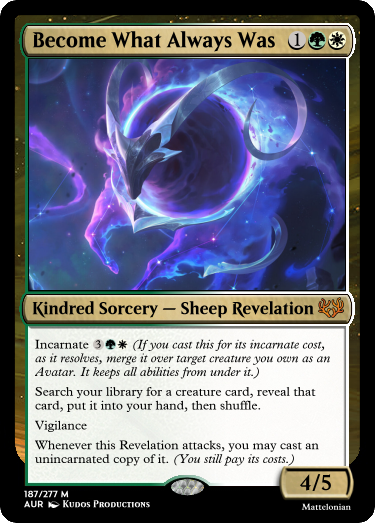 Become What Always Was 1
Kindred Sorcery — Sheep Revelation
Incarnate 3 (If you cast this for its incarnate cost,
as it resolves, merge it over target creature you own as an
Avatar. It keeps all abilities from under it.)
Search your library for a creature card, reveal that
card, put it into your hand, then shuffle.
Vigilance
Whenever this Revelation attacks, you may cast an
unincarnated copy of it. (You still pay its costs.)
4/5
187/277 M
AUR Kudos Productions
Mattelonian